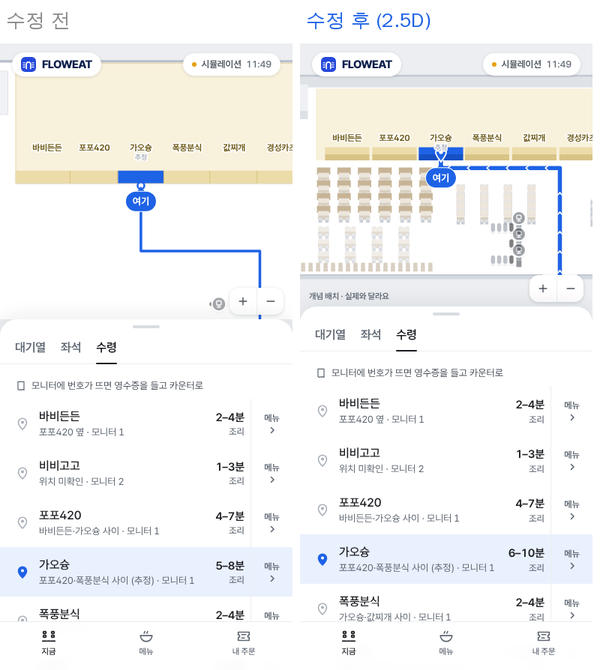 수정 전
FLOWEAT
시뮬레이션 11:49
바비든든 포포420 가오슝 폭풍분식 값찌개 경성카츠
추정
여기
+ −
대기열 좌석 수령
모니터에 번호가 뜨면 영수증을 들고 카운터로
바비든든 2–4분 메뉴
포포420 옆 · 모니터 1 조리
비비고고 1–3분 메뉴
위치 미확인 · 모니터 2 조리
포포420 4–7분 메뉴
바비든든·가오슝 사이 · 모니터 1 조리
가오슝 5–8분 메뉴
포포420·폭풍분식 사이 (추정) · 모니터 1 조리
폭풍분식 2–4분 메뉴
지금 메뉴 내 주문
수정 후 (2.5D)
FLOWEAT
시뮬레이션 11:49
바비든든 포포420 가오슝 폭풍분식 값찌개 경성카츠
추정
여기
개념 배치 · 실제와 달라요
+ −
대기열 좌석 수령
모니터에 번호가 뜨면 영수증을 들고 카운터로
바비든든 2–4분 메뉴
포포420 옆 · 모니터 1 조리
비비고고 1–3분 메뉴
위치 미확인 · 모니터 2 조리
포포420 4–7분 메뉴
바비든든·가오슝 사이 · 모니터 1 조리
가오슝 6–10분 메뉴
포포420·폭풍분식 사이 (추정) · 모니터 1 조리
폭풍분식 2–4분 메뉴
가오슝·값찌개 사이 · 모니터 1 조리
지금 메뉴 내 주문